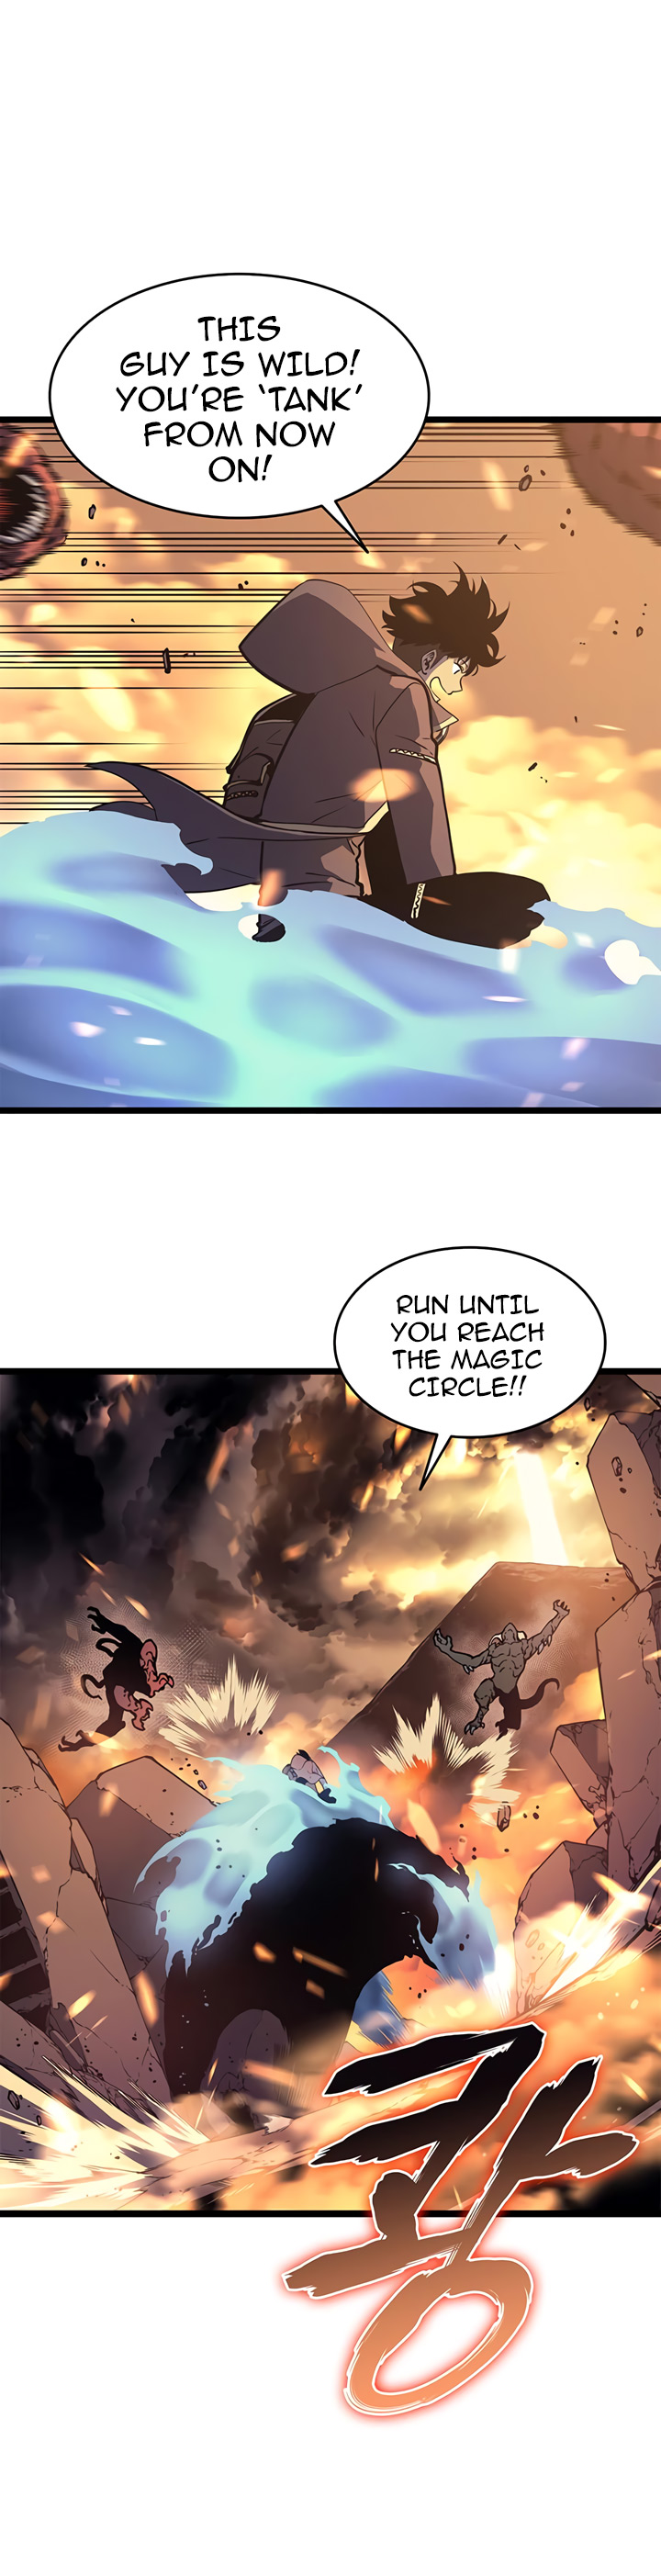 THIS
GUY IS WILD!
YOU'RE 'TANK'
FROM NOW
ON!
RUN UNTIL
YOU REACH
THE MAGIC
CIRCLE!!
쾅